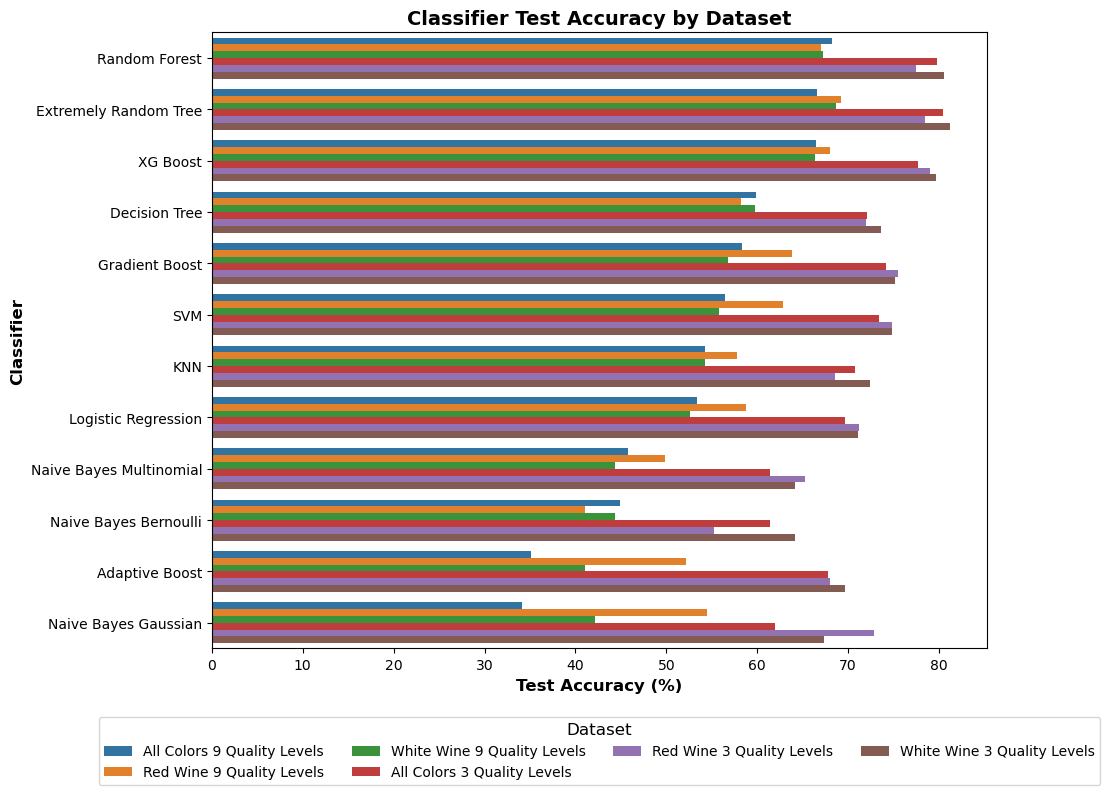 Classifier Test Accuracy by Dataset
Classifier
Random Forest
Extremely Random Tree
XG Boost
Decision Tree
Gradient Boost
SVM
KNN
Logistic Regression
Naive Bayes Multinomial
Naive Bayes Bernoulli
Adaptive Boost
Naive Bayes Gaussian
0 10 20 30 40 50 60 70 80
Test Accuracy (%)
Dataset
All Colors 9 Quality Levels White Wine 9 Quality Levels Red Wine 3 Quality Levels White Wine 3 Quality Levels
Red Wine 9 Quality Levels All Colors 3 Quality Levels